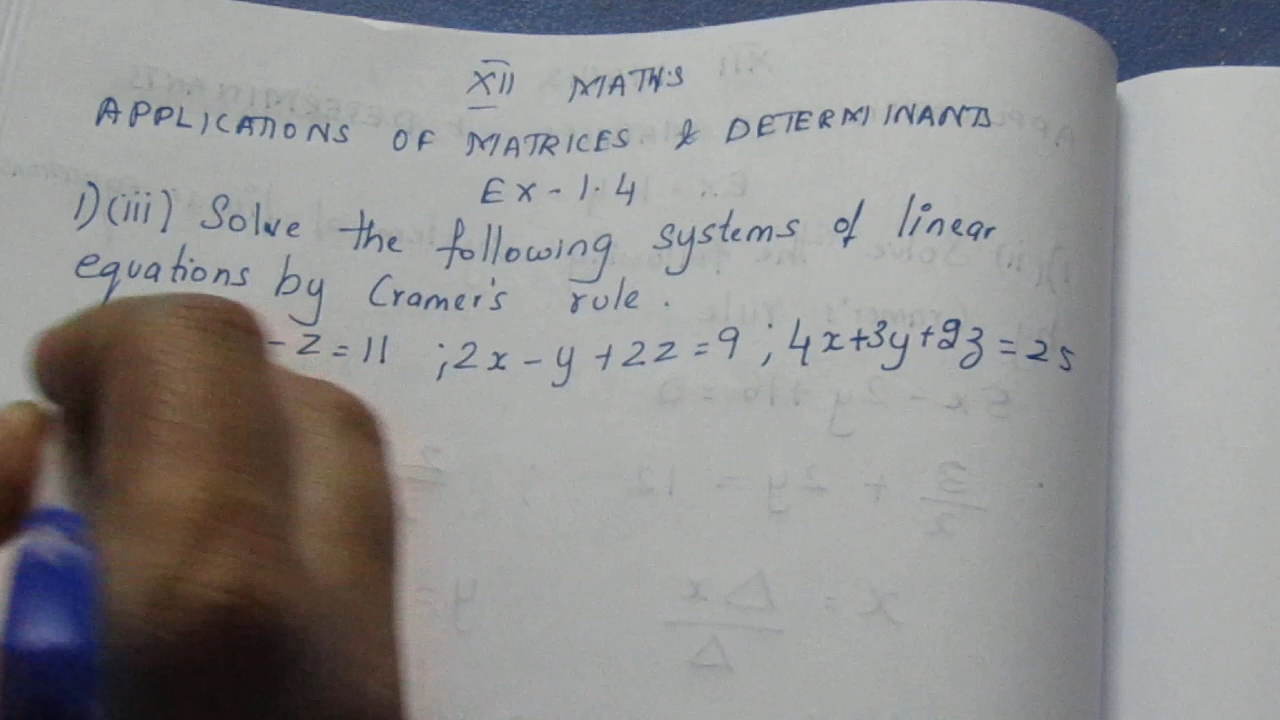 XII MATHS
APPLICATIONS OF MATRICES & DETERMINANTS
EX-1.4
1)(iii) Solve the following systems of linear
equations by Cramer's rule.
-z=11 ;2x-y+2z=9;4x+3y+2z=25